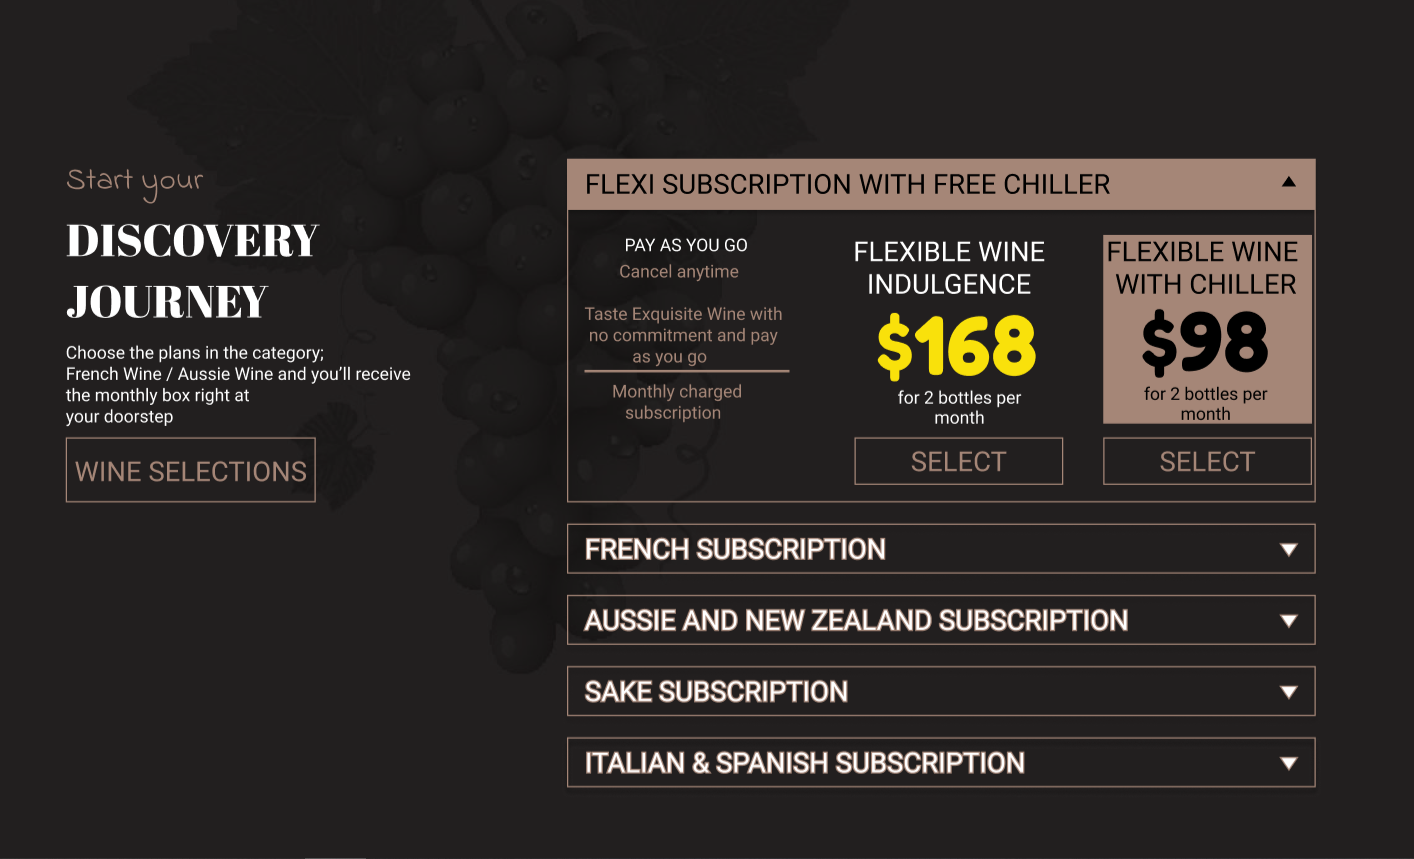 Start your
DISCOVERY
JOURNEY
Choose the plans in the category;
French Wine / Aussie Wine and you'll receive
the monthly box right at
your doorstep
WINE SELECTIONS
FLEXI SUBSCRIPTION WITH FREE CHILLER
PAY AS YOU GO
Cancel anytime
Taste Exquisite Wine with
no commitment and pay
as you go
Monthly charged
subscription
FLEXIBLE WINE
INDULGENCE
$168
for 2 bottles per
month
SELECT
FLEXIBLE WINE
WITH CHILLER
$98
for 2 bottles per
month
SELECT
FRENCH SUBSCRIPTION
AUSSIE AND NEW ZEALAND SUBSCRIPTION
SAKE SUBSCRIPTION
ITALIAN & SPANISH SUBSCRIPTION